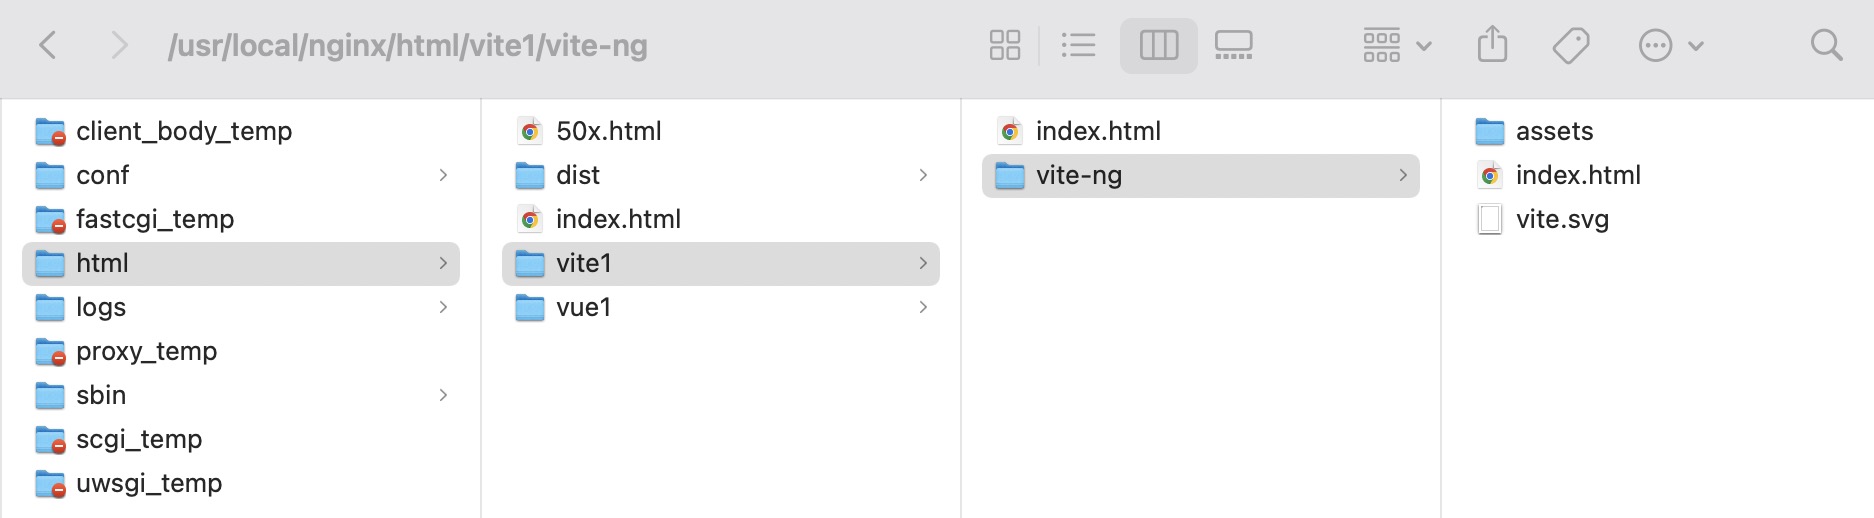 /usr/local/nginx/html/vite1/vite-ng
client_body_temp
conf
fastcgi_temp
html
logs
proxy_temp
sbin
scgi_temp
uwsgi_temp
50x.html
dist
index.html
vite1
vue1
index.html
vite-ng
assets
index.html
vite.svg